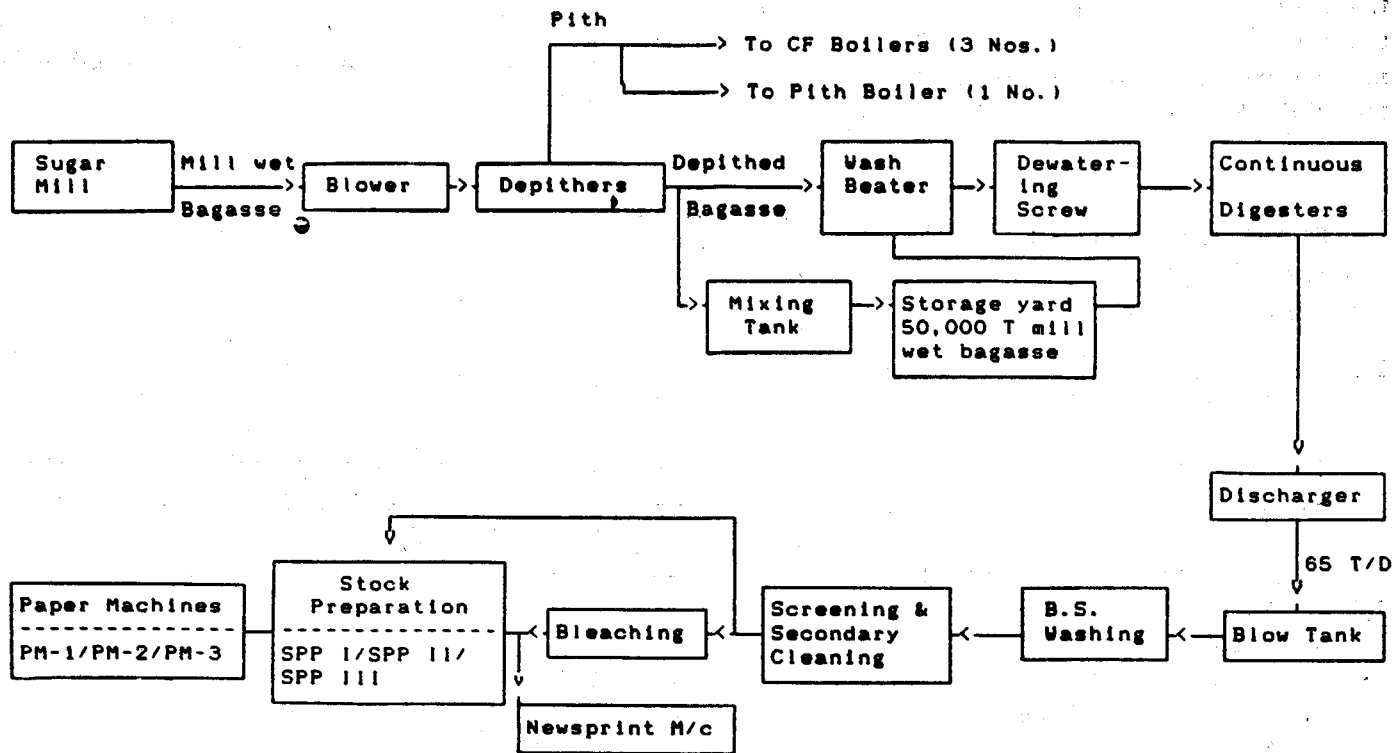 Pith
To CF Boilers (3 Nos.)
To Pith Boiler (1 No.)
Sugar
Mill
Mill wet
Bagasse
Blower
Depithers
Depithed
Bagasse
Wash
Beater
Dewater-
ing
Screw
Continuous
Digesters
Mixing
Tank
Storage yard
50,000 T mill
wet bagasse
Discharger
65 T/D
Blow Tank
B.S.
Washing
Screening &
Secondary
Cleaning
Bleaching
Stock
Preparation
SPP I/SPP II/
SPP III
Newsprint M/c
Paper Machines
PM-1/PM-2/PM-3